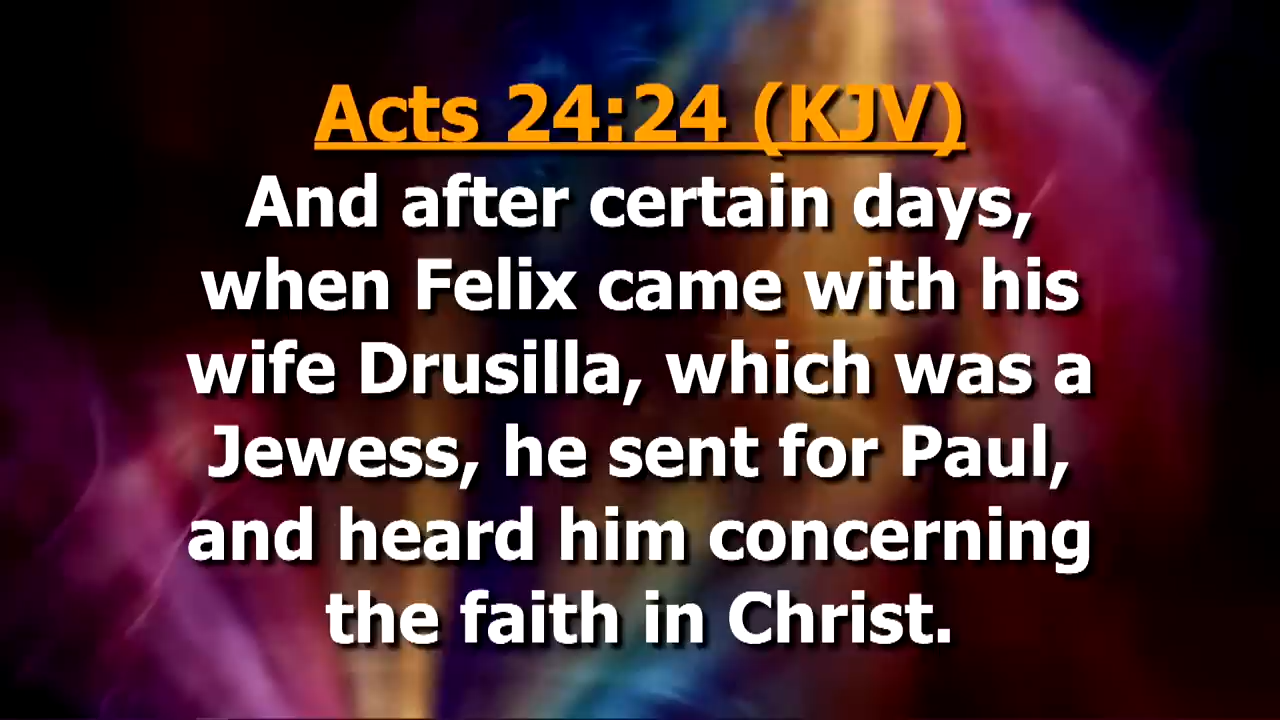 Acts 24:24 (KJV)
And after certain days,
when Felix came with his
wife Drusilla, which was a
Jewess, he sent for Paul,
and heard him concerning
the faith in Christ.